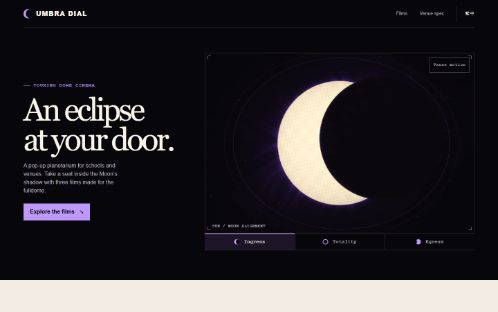 UMBRA DIAL
Films
Venue spec
TOURING DOME CINEMA
An eclipse
at your door.
A pop-up planetarium for schools and
venues. Take a seat inside the Moon's
shadow with three films made for the
fulldome.
Explore the films ↘
Pause motion
SUN / MOON ALIGNMENT
Ingress
Totality
Egress